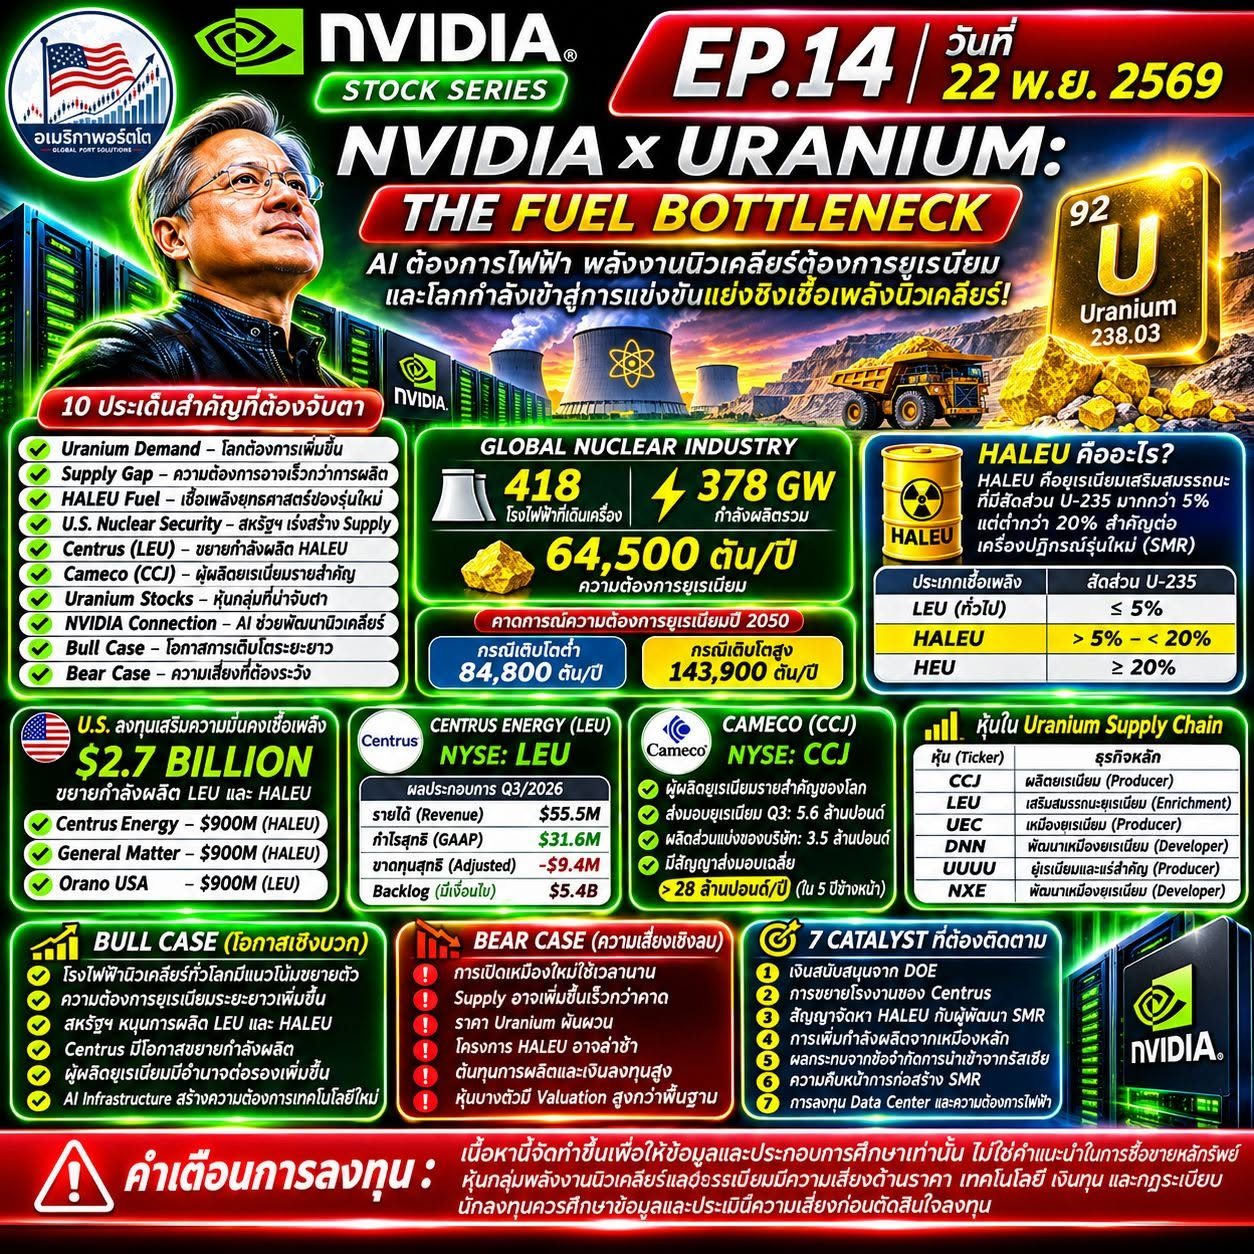 อเมริกาพอร์ตโต
GLOBAL PORT SOLUTIONS
NVIDIA®
STOCK SERIES
EP.14 | วันที่
22 พ.ย. 2569
NVIDIA x URANIUM:
THE FUEL BOTTLENECK
AI ต้องการไฟฟ้า พลังงานนิวเคลียร์ต้องการยูเรเนียม
และโลกกำลังเข้าสู่การแข่งขันแย่งชิงเชื้อเพลิงนิวเคลียร์!
92
U
Uranium
238.03
NVIDIA.
10 ประเด็นสำคัญที่ต้องจับตา
Uranium Demand – โลกต้องการเพิ่มขึ้น
Supply Gap – ความต้องการอาจเร็วกว่าการผลิต
HALEU Fuel – เชื้อเพลิงยุทธศาสตร์ของรุ่นใหม่
U.S. Nuclear Security – สหรัฐฯ เร่งสร้าง Supply
Centrus (LEU) – ขยายกำลังผลิต HALEU
Cameco (CCJ) – ผู้ผลิตยูเรเนียมรายสำคัญ
Uranium Stocks – หุ้นกลุ่มที่น่าจับตา
NVIDIA Connection – AI ช่วยพัฒนานิวเคลียร์
Bull Case – โอกาสการเติบโตระยะยาว
Bear Case – ความเสี่ยงที่ต้องระวัง
GLOBAL NUCLEAR INDUSTRY
418
โรงไฟฟ้าที่เดินเครื่อง
378 GW
กำลังผลิตรวม
64,500 ตัน/ปี
ความต้องการยูเรเนียม
คาดการณ์ความต้องการยูเรเนียมปี 2050
กรณีเติบโตต่ำ
84,800 ตัน/ปี
กรณีเติบโตสูง
143,900 ตัน/ปี
HALEU
HALEU คืออะไร?
HALEU คือยูเรเนียมเสริมสมรรถนะ
ที่มีสัดส่วน U-235 มากกว่า 5%
แต่ต่ำกว่า 20% สำคัญต่อ
เครื่องปฏิกรณ์รุ่นใหม่ (SMR)
ประเภทเชื้อเพลิง สัดส่วน U-235
LEU (ทั่วไป) ≤ 5%
HALEU > 5% – < 20%
HEU ≥ 20%
U.S. ลงทุนเสริมความมั่นคงเชื้อเพลิง
$2.7 BILLION
ขยายกำลังผลิต LEU และ HALEU
Centrus Energy – $900M (HALEU)
General Matter – $900M (HALEU)
Orano USA – $900M (LEU)
Centrus
CENTRUS ENERGY (LEU)
NYSE: LEU
ผลประกอบการ Q3/2026
รายได้ (Revenue) $55.5M
กำไรสุทธิ (GAAP) $31.6M
ขาดทุนสุทธิ (Adjusted) -$9.4M
Backlog (มีเงื่อนไข) $5.4B
Cameco
CAMECO (CCJ)
NYSE: CCJ
ผู้ผลิตยูเรเนียมรายสำคัญของโลก
ส่งมอบยูเรเนียม Q3: 5.6 ล้านปอนด์
ผลิตส่วนแบ่งของบริษัท: 3.5 ล้านปอนด์
มีสัญญาส่งมอบเฉลี่ย
> 28 ล้านปอนด์/ปี (ใน 5 ปีข้างหน้า)
หุ้นใน Uranium Supply Chain
หุ้น (Ticker) ธุรกิจหลัก
CCJ ผลิตยูเรเนียม (Producer)
LEU เสริมสมรรถนะยูเรเนียม (Enrichment)
UEC เหมืองยูเรเนียม (Producer)
DNN พัฒนาเหมืองยูเรเนียม (Developer)
UUUU ยูเรเนียมและแร่สำคัญ (Producer)
NXE พัฒนาเหมืองยูเรเนียม (Developer)
BULL CASE (โอกาสเชิงบวก)
โรงไฟฟ้านิวเคลียร์ทั่วโลกมีแนวโน้มขยายตัว
ความต้องการยูเรเนียมระยะยาวเพิ่มขึ้น
สหรัฐฯ หนุนการผลิต LEU และ HALEU
Centrus มีโอกาสขยายกำลังผลิต
ผู้ผลิตยูเรเนียมมีอำนาจต่อรองเพิ่มขึ้น
AI Infrastructure สร้างความต้องการเทคโนโลยีใหม่
BEAR CASE (ความเสี่ยงเชิงลบ)
การเปิดเหมืองใหม่ใช้เวลานาน
Supply อาจเพิ่มขึ้นเร็วกว่าคาด
ราคา Uranium ผันผวน
โครงการ HALEU อาจล่าช้า
ต้นทุนการผลิตและเงินลงทุนสูง
หุ้นบางตัวมี Valuation สูงกว่าพื้นฐาน
7 CATALYST ที่ต้องติดตาม
1 เงินสนับสนุนจาก DOE
2 การขยายโรงงานของ Centrus
3 สัญญาจัดหา HALEU กับผู้พัฒนา SMR
4 การเพิ่มกำลังผลิตจากเหมืองหลัก
5 ผลกระทบจากข้อจำกัดการนำเข้าจากรัสเซีย
6 ความคืบหน้าการก่อสร้าง SMR
7 การลงทุน Data Center และความต้องการไฟฟ้า
NVIDIA.
คำเตือนการลงทุน :
เนื้อหานี้จัดทำขึ้นเพื่อให้ข้อมูลและประกอบการศึกษาเท่านั้น ไม่ใช่คำแนะนำในการซื้อขายหลักทรัพย์
หุ้นกลุ่มพลังงานนิวเคลียร์ มีความเสี่ยงด้านราคา เทคโนโลยี เงินทุน และกฎระเบียบ
นักลงทุนควรศึกษาข้อมูลและประเมินความเสี่ยงก่อนตัดสินใจลงทุน